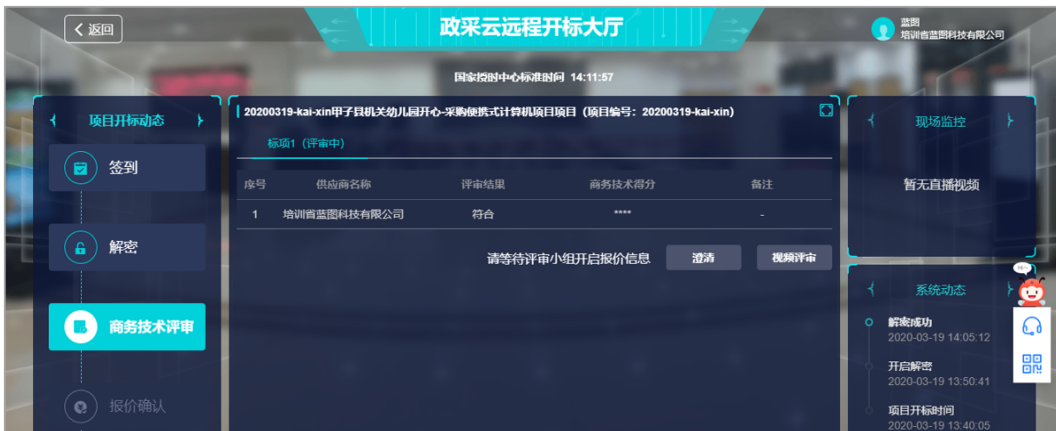 返回
政采云远程开标大厅
蓝图
培训省蓝图科技有限公司
国家授时中心标准时间 14:11:57
项目开标动态
签到
解密
商务技术评审
报价确认
20200319-kai-xin甲子县机关幼儿园开心-采购便携式计算机项目项目（项目编号：20200319-kai-xin）
标项1（评审中）
序号 供应商名称 评审结果 商务技术得分 备注
1 培训省蓝图科技有限公司 符合 **** -
请等待评审小组开启报价信息 澄清 视频评审
现场监控
暂无直播视频
系统动态
解密成功
2020-03-19 14:05:12
开启解密
2020-03-19 13:50:41
项目开标时间
2020-03-19 13:40:05